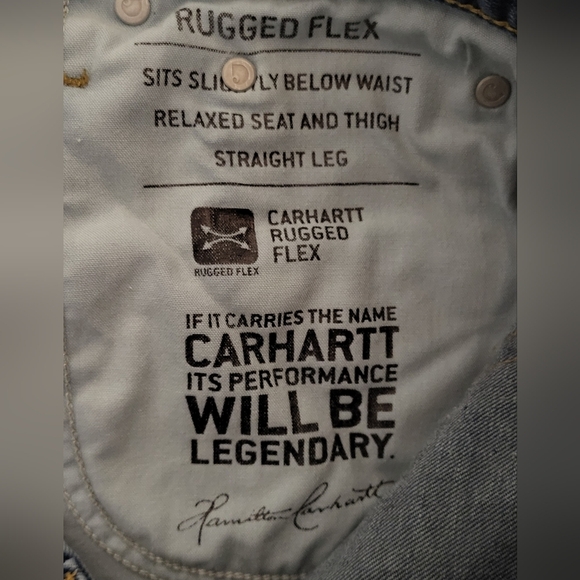 RUGGED FLEX
SITS SLIGHTLY BELOW WAIST
RELAXED SEAT AND THIGH
STRAIGHT LEG
CARHARTT
RUGGED
FLEX
RUGGED FLEX
IF IT CARRIES THE NAME
CARHARTT
ITS PERFORMANCE
WILL BE
LEGENDARY.
Hamilton Carhartt